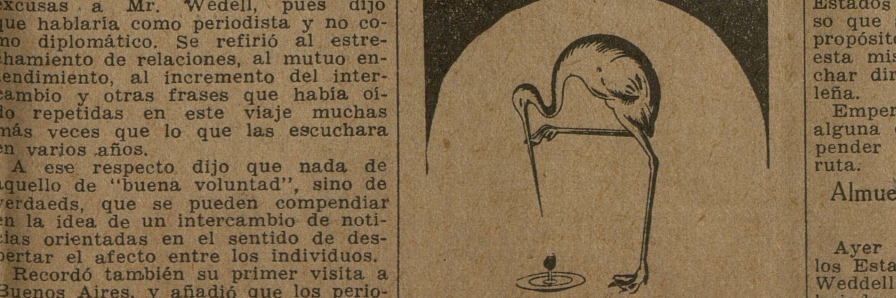 excusas a Mr. Wedell, pues dijo
que hablaría como periodista y no co-
mo diplomático. Se refirió al estre-
chamiento de relaciones, al mutuo en-
tendimiento, al incremento del inter-
cambio y otras frases que había oí-
do repetidas en este viaje muchas
más veces que lo que las escuchara
en varios años.
A ese respecto dijo que nada de
aquello de "buena voluntad", sino de
verdaeds, que se pueden compendiar
en la idea de un intercambio de noti-
cias orientadas en el sentido de des-
pertar el afecto entre los individuos.
Recordó también su primer visita a
Buenos Aires, y añadió que los perio-
Estados
so que
propósito
esta mis
char dir
leña.
Emper
alguna
pender
ruta.
Almue
Ayer
los Esta
Weddell